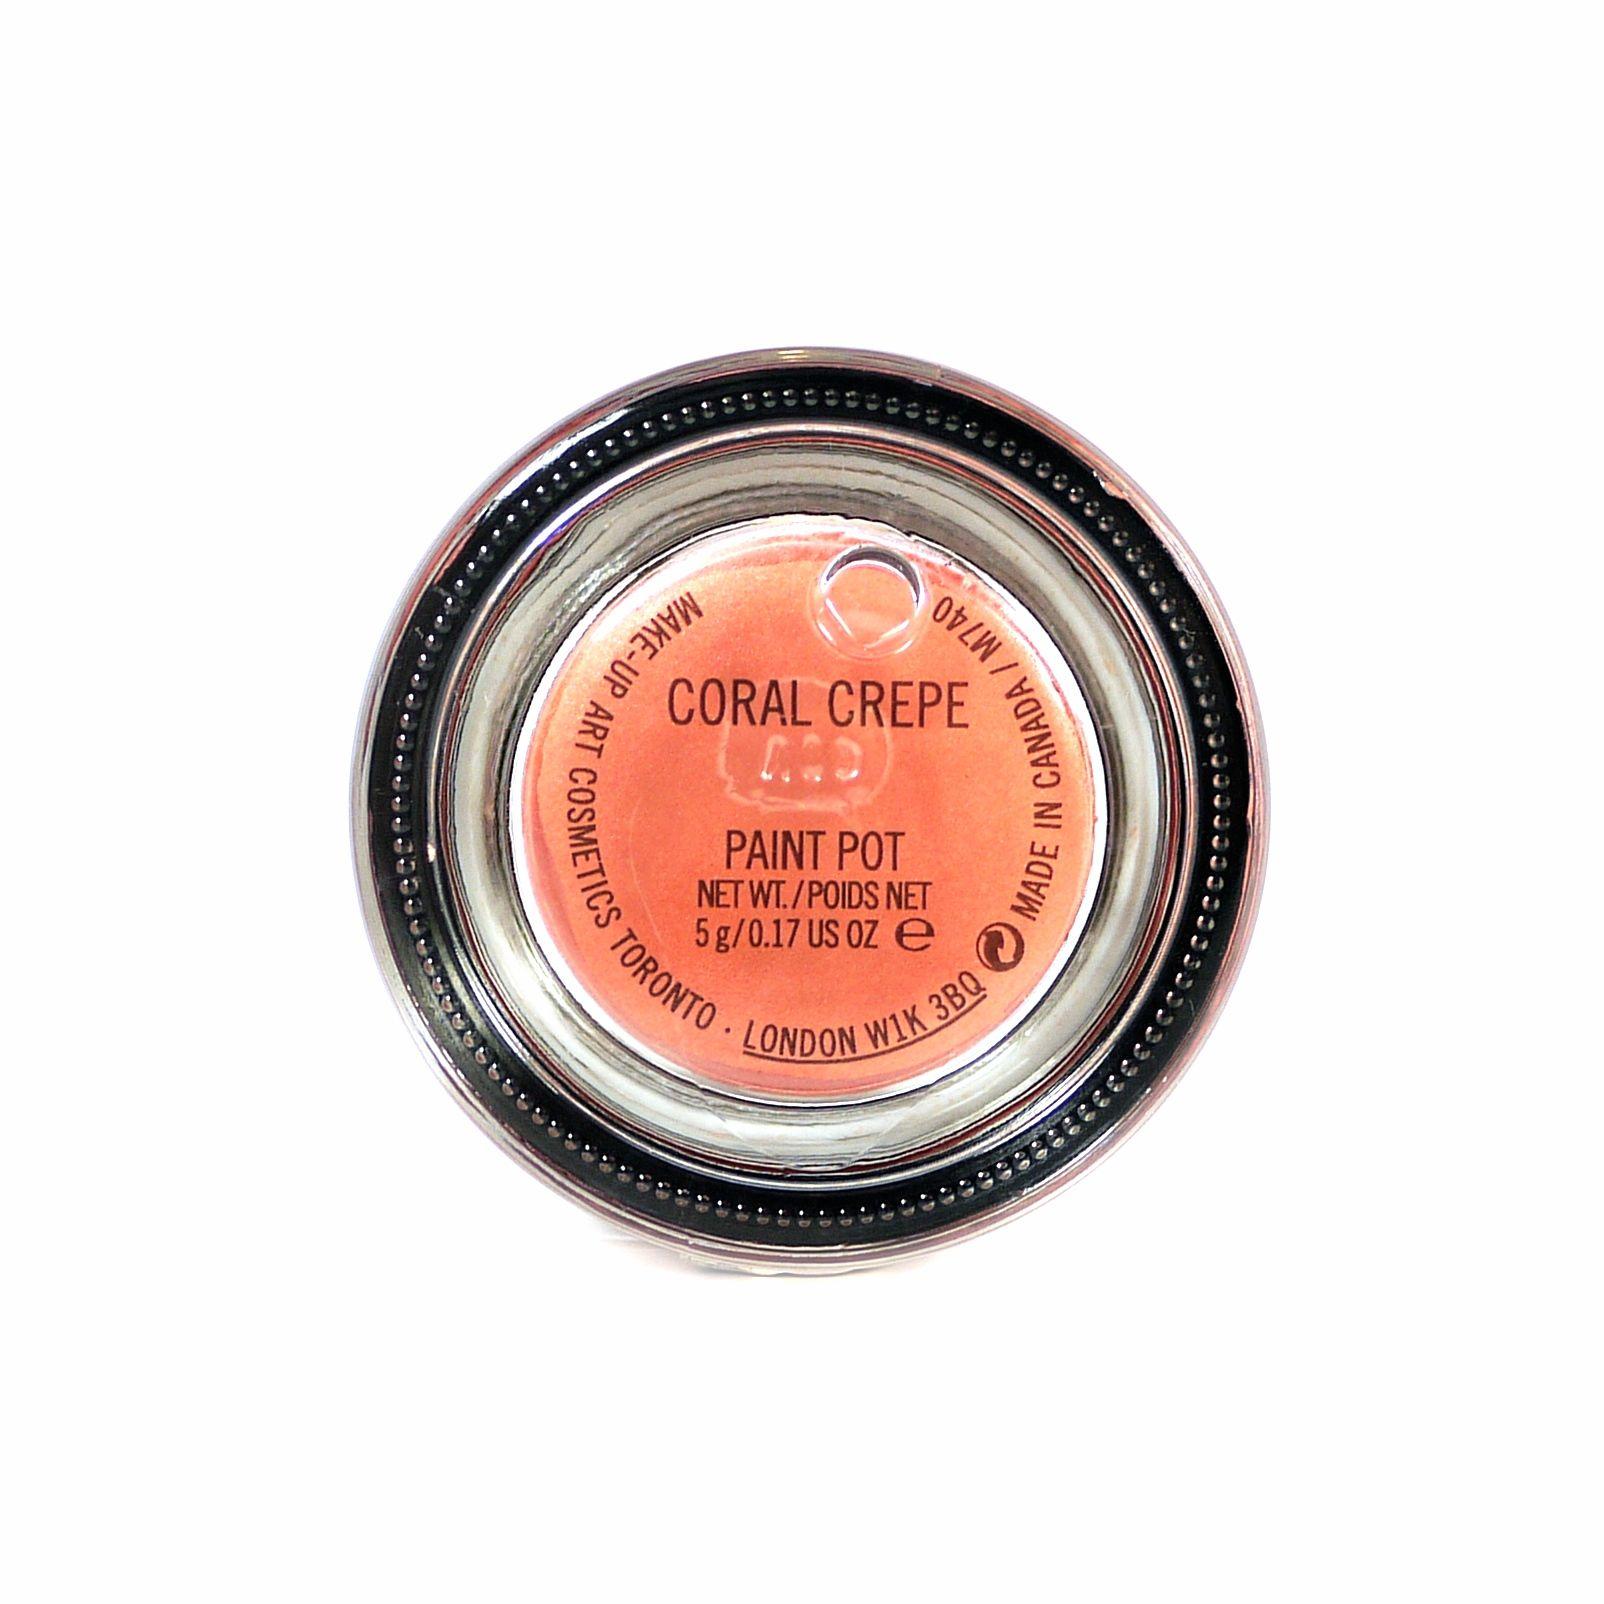 CORAL CREPE
PAINT POT
NET WT. / POIDS NET
5 g/0.17 US OZ ℮
MAKE-UP ART COSMETICS TORONTO · LONDON W1K 3BQ MADE IN CANADA / M740